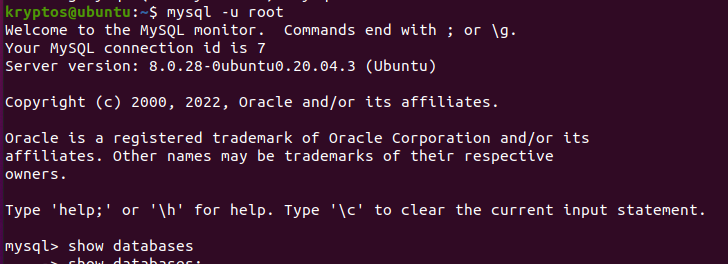 kryptos@ubuntu:~$ mysql -u root
Welcome to the MySQL monitor.  Commands end with ; or \g.
Your MySQL connection id is 7
Server version: 8.0.28-0ubuntu0.20.04.3 (Ubuntu)

Copyright (c) 2000, 2022, Oracle and/or its affiliates.

Oracle is a registered trademark of Oracle Corporation and/or its
affiliates. Other names may be trademarks of their respective
owners.

Type 'help;' or '\h' for help. Type '\c' to clear the current input statement.

mysql> show databases
    -> show databases;